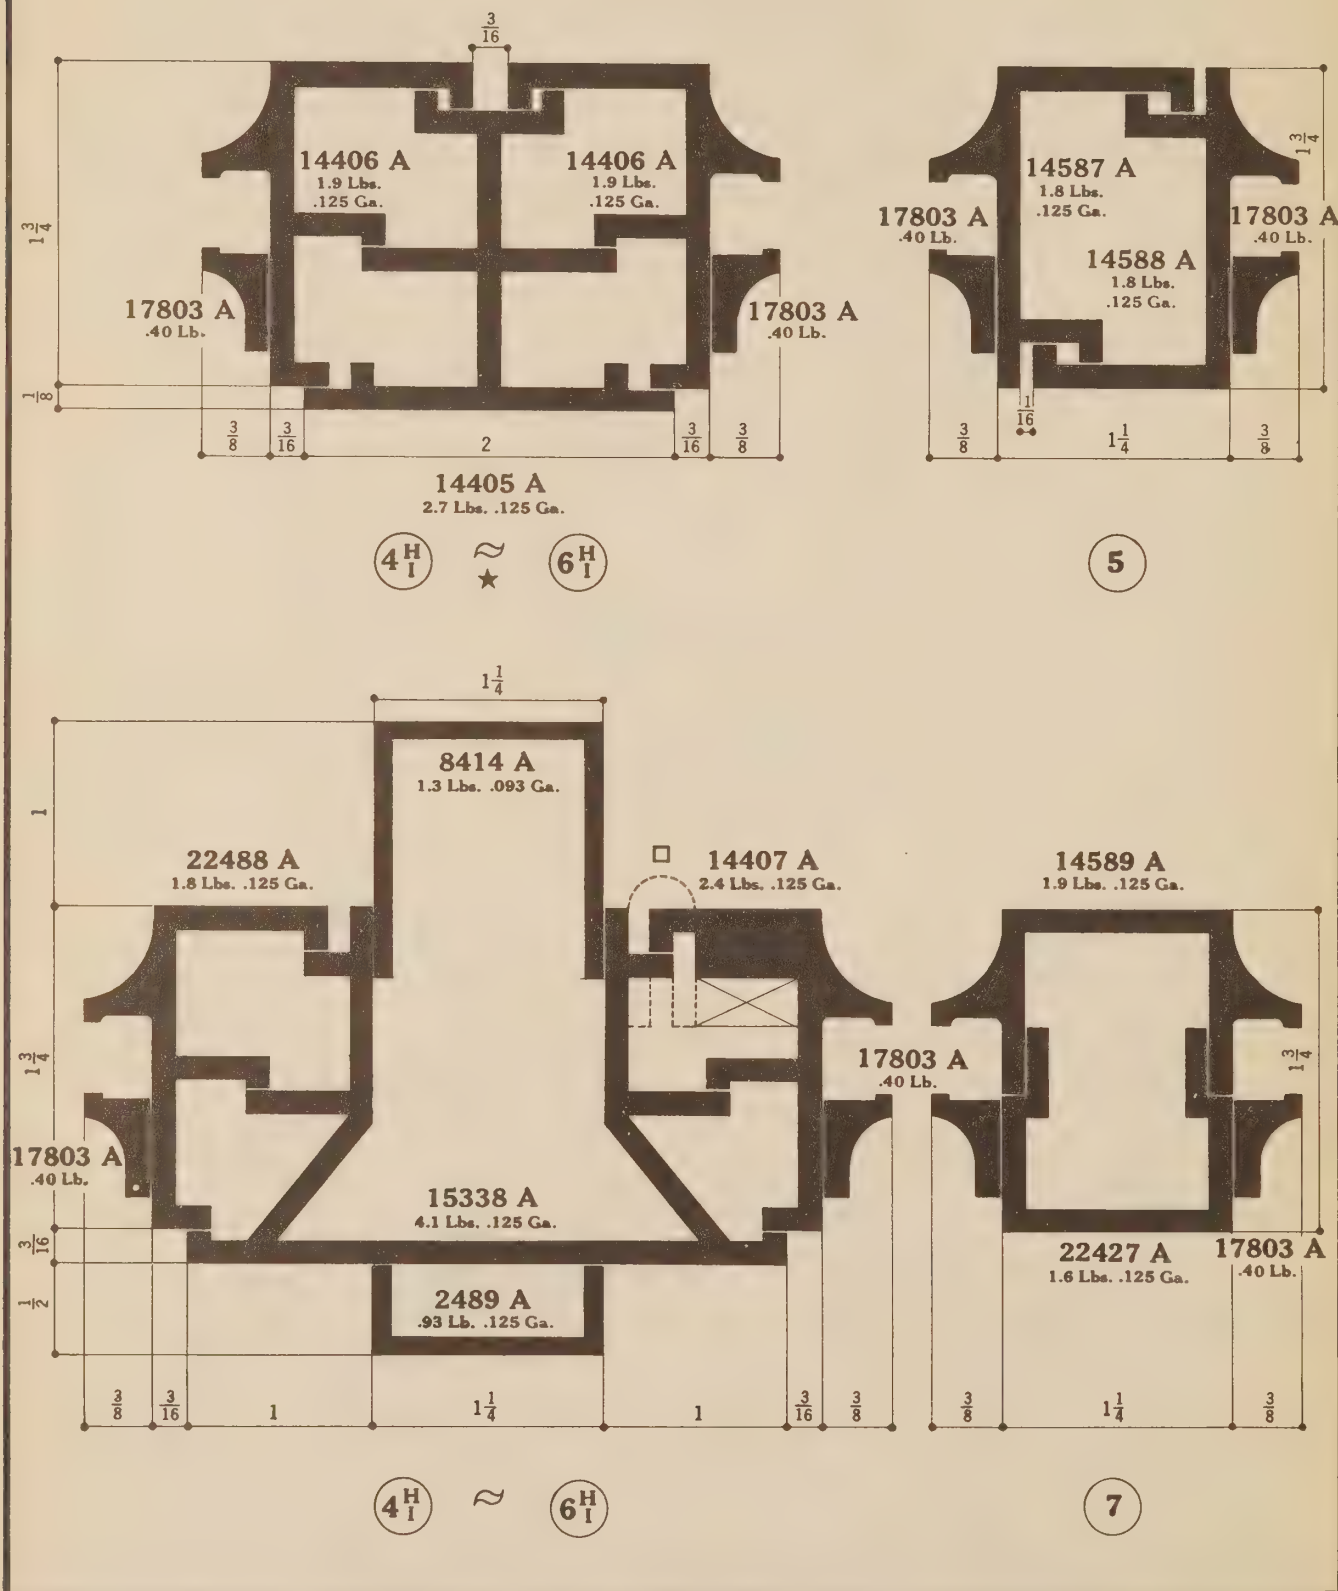 3/16
14406 A
1.9 Lbs.
.125 Ga.
14406 A
1.9 Lbs.
.125 Ga.
1 3/4
17803 A
.40 Lb.
17803 A
.40 Lb.
1/8
3/8
3/16
2
3/16
3/8
14405 A
2.7 Lbs. .125 Ga.
4 H I
≈
★
6 H I
14587 A
1.8 Lbs.
.125 Ga.
1 3/4
17803 A
.40 Lb.
17803 A
.40 Lb.
14588 A
1.8 Lbs.
.125 Ga.
1/16
3/8
1 1/4
3/8
5
1 1/4
8414 A
1.3 Lbs. .093 Ga.
1
22488 A
1.8 Lbs. .125 Ga.
14407 A
2.4 Lbs. .125 Ga.
1 3/4
17803 A
.40 Lb.
17803 A
.40 Lb.
15338 A
4.1 Lbs. .125 Ga.
3/16
1/2
2489 A
.93 Lb. .125 Ga.
3/8
3/16
1
1 1/4
1
3/16
3/8
4 H I
~
6 H I
14589 A
1.9 Lbs. .125 Ga.
1 3/4
22427 A
1.6 Lbs. .125 Ga.
17803 A
.40 Lb.
3/8
1 1/4
3/8
7